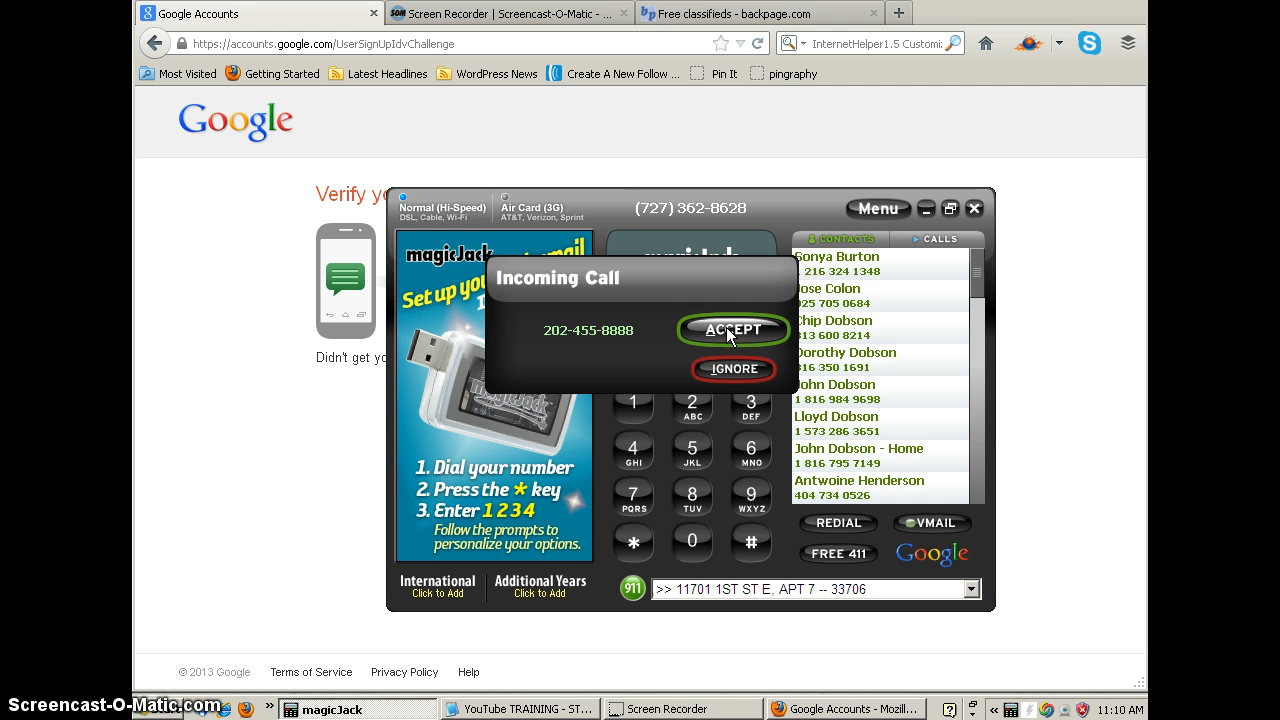 Google Accounts
Screen Recorder | Screencast-O-Matic - ...
Free classifieds - backpage.com
https://accounts.google.com/UserSignUpIdvChallenge
InternetHelper1.5 Customi
Most Visited
Getting Started
Latest Headlines
WordPress News
Create A New Follow ...
Pin It
pingraphy
Google
Verify yo
Didn't get yo
Normal (Hi-Speed)
DSL, Cable, Wi-Fi
Air Card (3G)
AT&T, Verizon, Sprint
(727) 362-8628
Menu
magicJack
Set up you
email
CONTACTS
CALLS
Sonya Burton
1 216 324 1348
Jose Colon
925 705 0684
Chip Dobson
813 600 8214
Dorothy Dobson
816 350 1691
John Dobson
1 816 984 9698
Lloyd Dobson
1 573 286 3651
John Dobson - Home
1 816 795 7149
Antwoine Henderson
404 734 0526
Incoming Call
202-455-8888
ACCEPT
IGNORE
magicJack
1. Dial your number
2. Press the * key
3. Enter 1 2 3 4
Follow the prompts to
personalize your options.
1
2 ABC
3 DEF
4 GHI
5 JKL
6 MNO
7 PQRS
8 TUV
9 WXYZ
*
0
#
REDIAL
VMAIL
FREE 411
Google
International
Click to Add
Additional Years
Click to Add
911
>> 11701 1ST ST E, APT 7 -- 33706
© 2013 Google
Terms of Service
Privacy Policy
Help
Screencast-O-Matic.com
magicJack
YouTube TRAINING - ST...
Screen Recorder
Google Accounts - Mozill...
11:10 AM